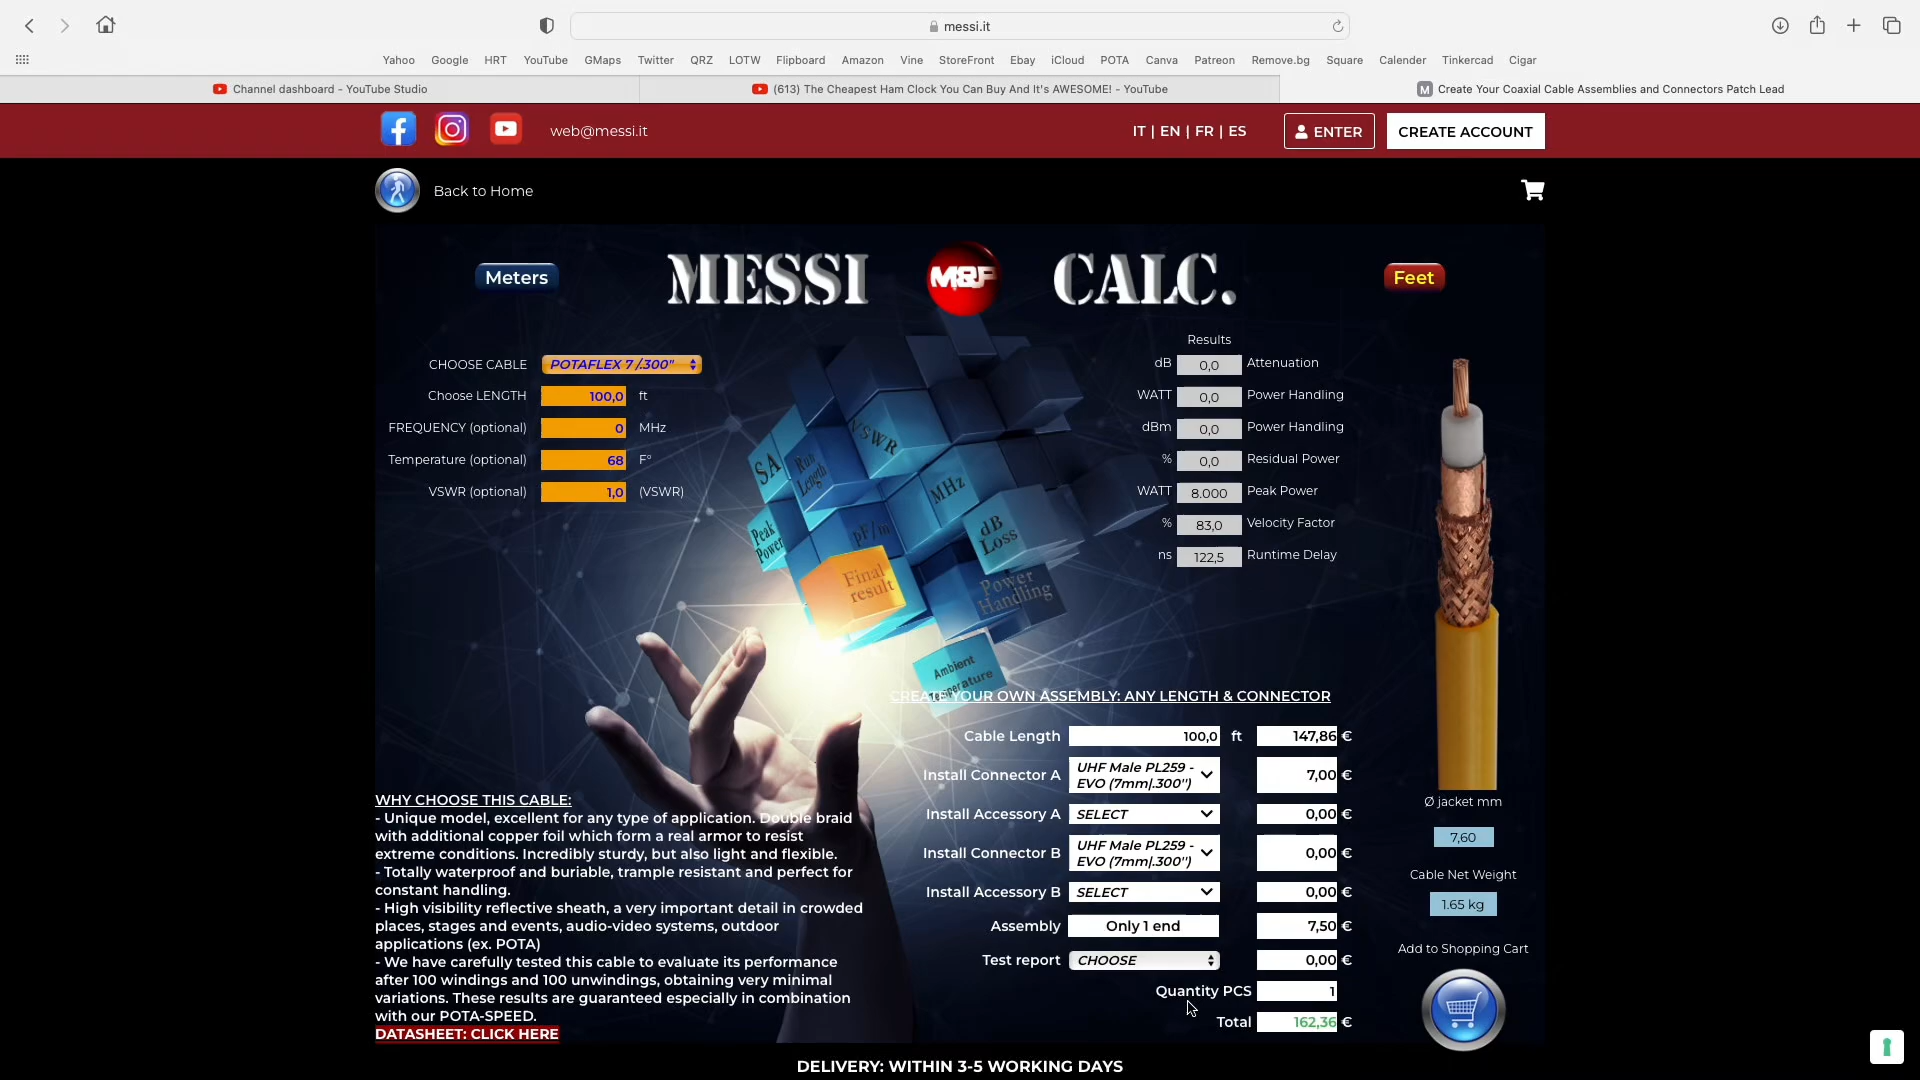 messi.it
Yahoo Google HRT YouTube GMaps Twitter QRZ LOTW Flipboard Amazon Vine StoreFront Ebay iCloud POTA Canva Patreon Remove.bg Square Calender Tinkercad Cigar
Channel dashboard - YouTube Studio
(613) The Cheapest Ham Clock You Can Buy And It's AWESOME! - YouTube
M Create Your Coaxial Cable Assemblies and Connectors Patch Lead
web@messi.it
IT | EN | FR | ES
ENTER
CREATE ACCOUNT
Back to Home
Meters
MESSI M&P CALC.
Feet
CHOOSE CABLE POTAFLEX 7 /.300"
Choose LENGTH 100,0 ft
FREQUENCY (optional) 0 MHz
Temperature (optional) 68 F°
VSWR (optional) 1,0 (VSWR)
Results
dB 0,0 Attenuation
WATT 0,0 Power Handling
dBm 0,0 Power Handling
% 0,0 Residual Power
WATT 8.000 Peak Power
% 83,0 Velocity Factor
ns 122,5 Runtime Delay
VSWR
SA
Run
Length
MHz
Peak
Power
pF/m
dB
Loss
Final
result
Power
Handling
Ambient
CREATE YOUR OWN ASSEMBLY: ANY LENGTH & CONNECTOR
Cable Length 100,0 ft 147,86 €
Install Connector A UHF Male PL259 -
EVO (7mm|.300'') 7,00 €
Install Accessory A SELECT 0,00 €
Install Connector B UHF Male PL259 -
EVO (7mm|.300'') 0,00 €
Install Accessory B SELECT 0,00 €
Assembly Only 1 end 7,50 €
Test report CHOOSE 0,00 €
Quantity PCS 1
Total 162,36 €
WHY CHOOSE THIS CABLE:
- Unique model, excellent for any type of application. Double braid
with additional copper foil which form a real armor to resist
extreme conditions. Incredibly sturdy, but also light and flexible.
- Totally waterproof and buriable, trample resistant and perfect for
constant handling.
- High visibility reflective sheath, a very important detail in crowded
places, stages and events, audio-video systems, outdoor
applications (ex. POTA)
- We have carefully tested this cable to evaluate its performance
after 100 windings and 100 unwindings, obtaining very minimal
variations. These results are guaranteed especially in combination
with our POTA-SPEED.
DATASHEET: CLICK HERE
Ø jacket mm
7,60
Cable Net Weight
1.65 kg
Add to Shopping Cart
DELIVERY: WITHIN 3-5 WORKING DAYS